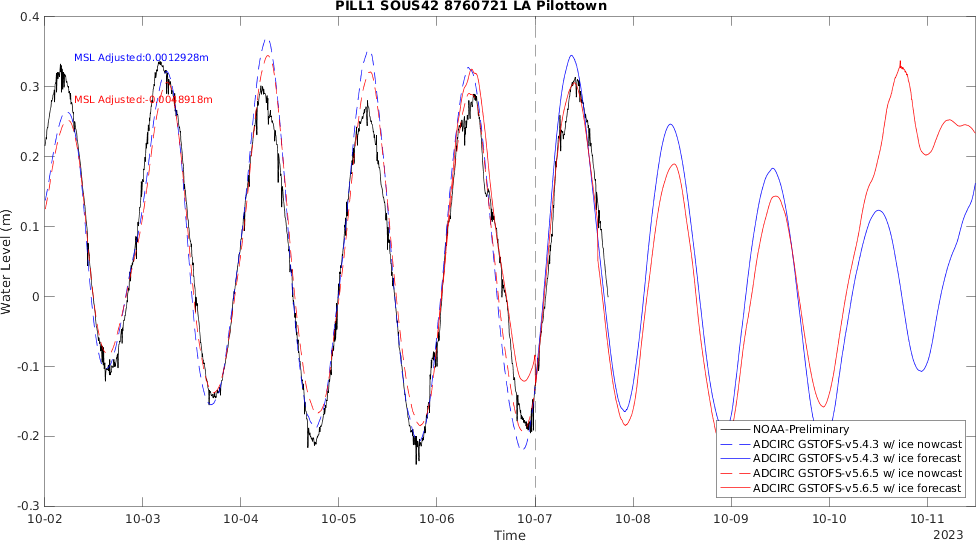 PILL1 SOUS42 8760721 LA Pilottown
0.4
0.3
0.2
0.1
0
-0.1
-0.2
-0.3
Water Level (m)
MSL Adjusted:0.0012928m
MSL Adjusted:-0.0048918m
NOAA-Preliminary
ADCIRC GSTOFS-v5.4.3 w/ ice nowcast
ADCIRC GSTOFS-v5.4.3 w/ ice forecast
ADCIRC GSTOFS-v5.6.5 w/ ice nowcast
ADCIRC GSTOFS-v5.6.5 w/ ice forecast
10-02 10-03 10-04 10-05 10-06 10-07 10-08 10-09 10-10 10-11
Time
2023